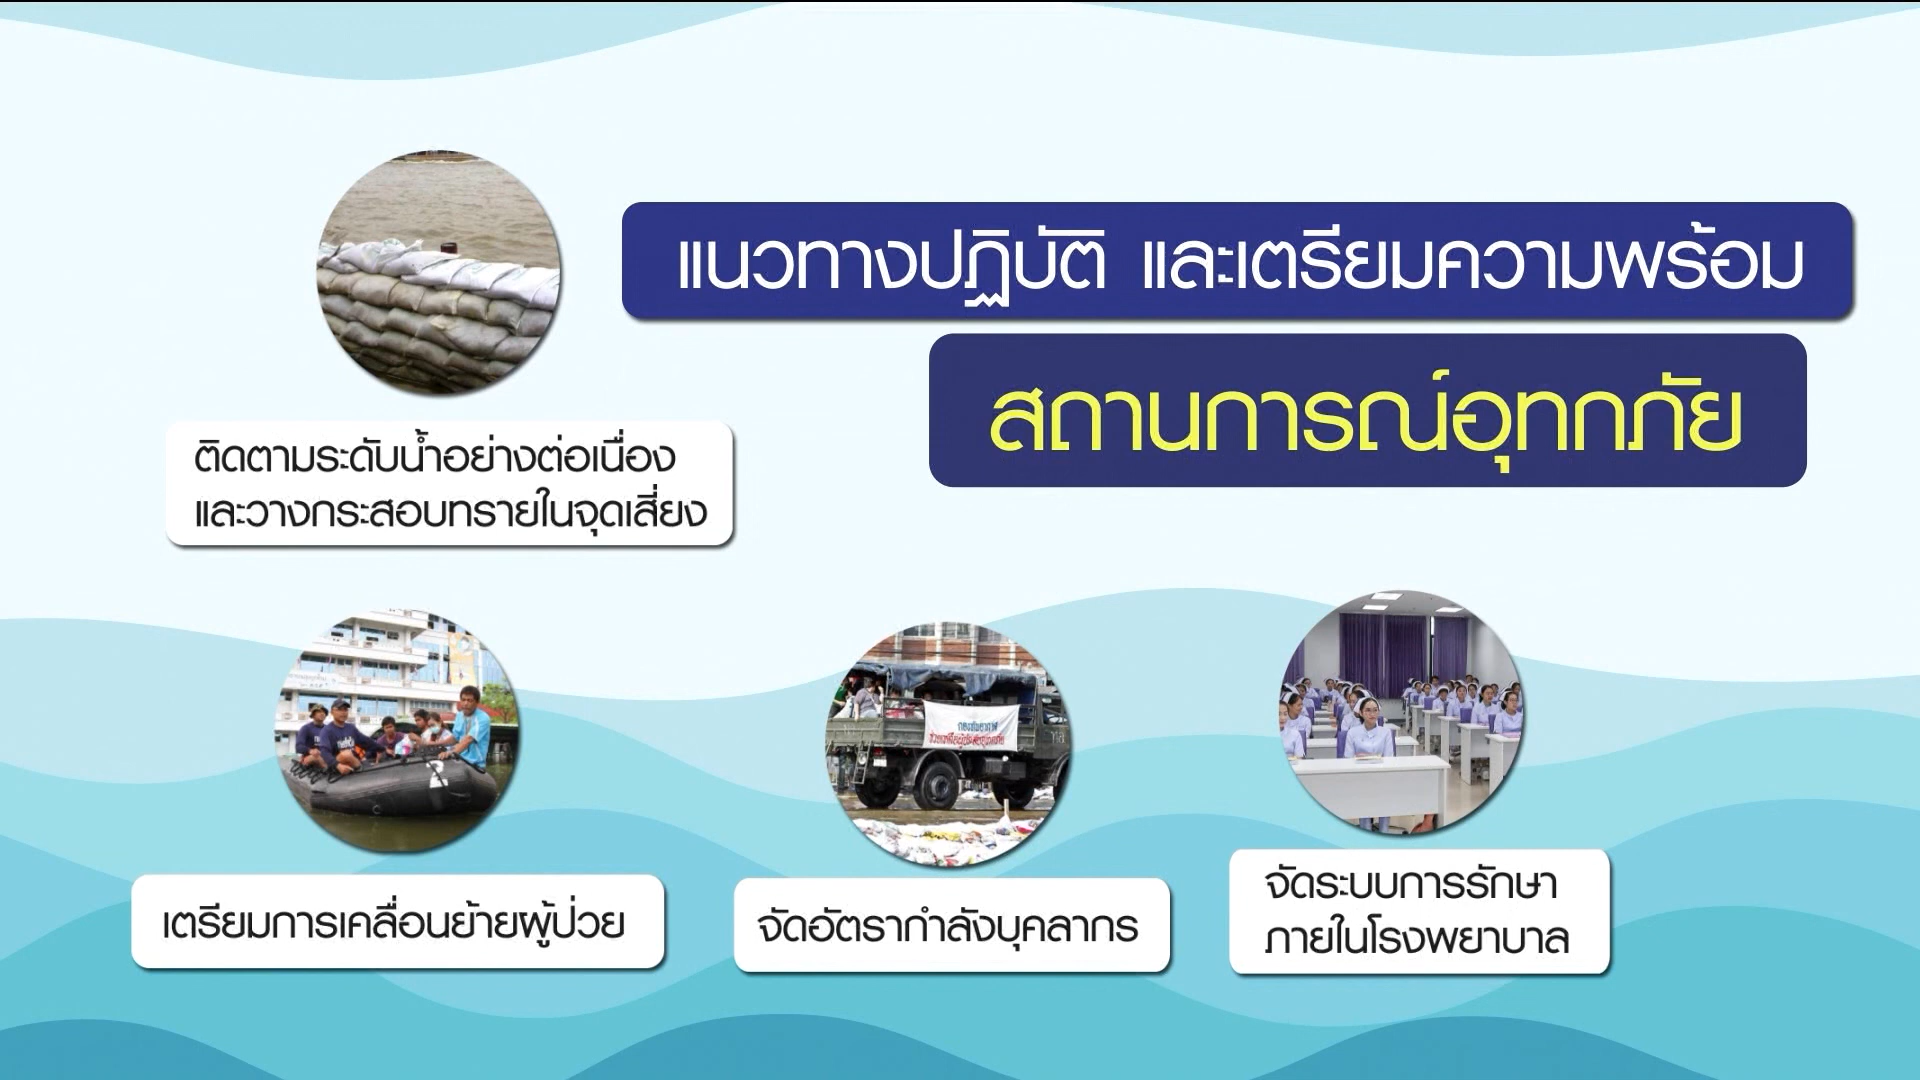 แนวทางปฏิบัติ และเตรียมความพร้อม
สถานการณ์อุทกภัย
ติดตามระดับน้ำอย่างต่อเนื่อง
และวางกระสอบทรายในจุดเสี่ยง
เตรียมการเคลื่อนย้ายผู้ป่วย
จัดอัตรากำลังบุคลากร
จัดระบบการรักษา
ภายในโรงพยาบาล